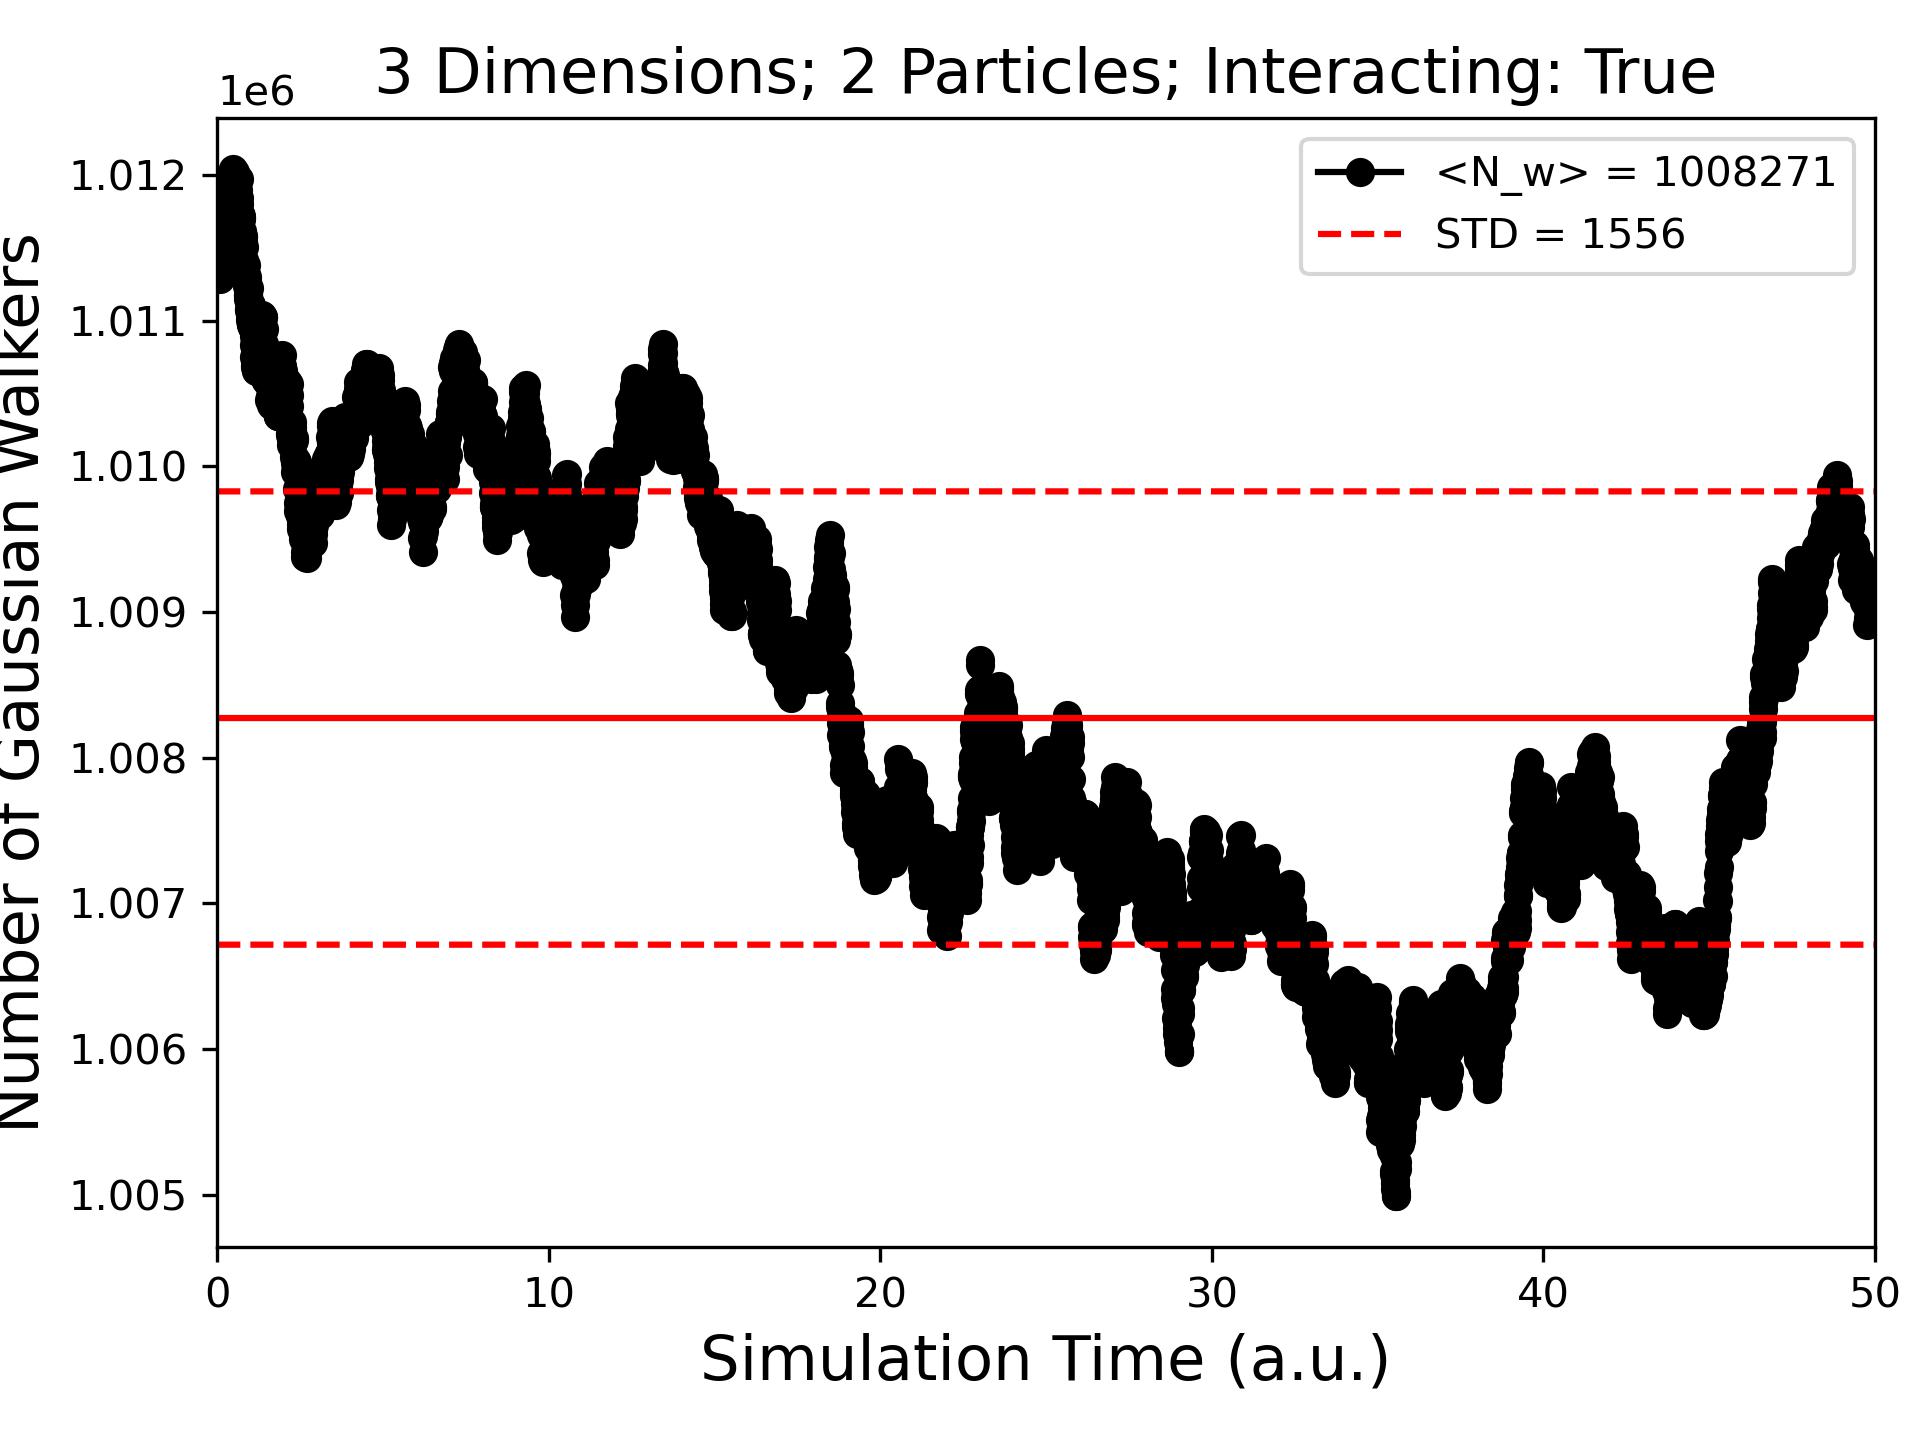 3 Dimensions; 2 Particles; Interacting: True
1e6
<N_w> = 1008271
STD = 1556
Number of Gaussian Walkers
1.012
1.011
1.010
1.009
1.008
1.007
1.006
1.005
0 10 20 30 40 50
Simulation Time (a.u.)